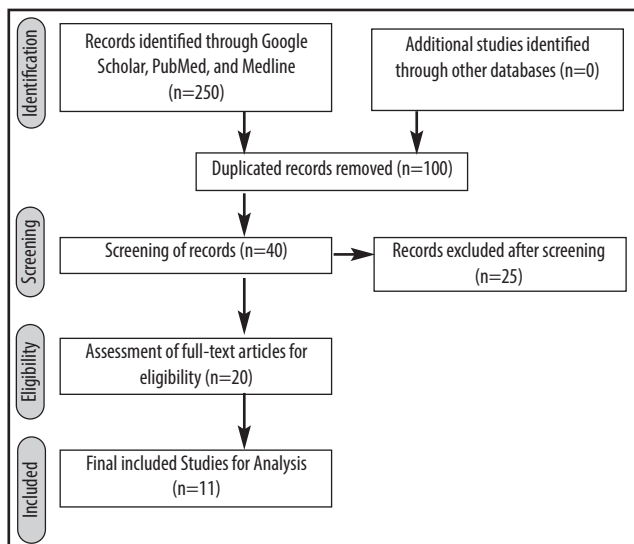 Identification
Records identified through Google
Scholar, PubMed, and Medline
(n=250)
Additional studies identified
through other databases (n=0)
Duplicated records removed (n=100)
Screening
Screening of records (n=40)
Records excluded after screening
(n=25)
Eligibility
Assessment of full-text articles for
eligibility (n=20)
Included
Final included Studies for Analysis
(n=11)